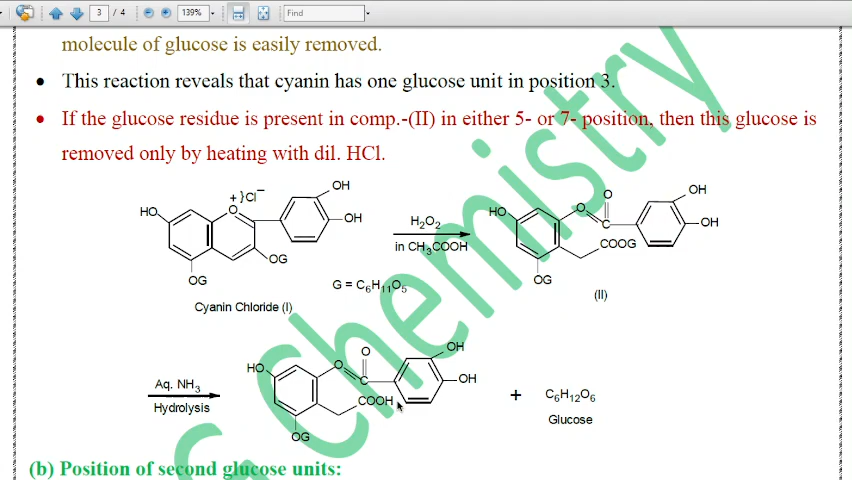 3 / 4 139% Find
molecule of glucose is easily removed.
• This reaction reveals that cyanin has one glucose unit in position 3.
• If the glucose residue is present in comp.-(II) in either 5- or 7- position, then this glucose is
removed only by heating with dil. HCl.
+ }Cl⁻
HO O OH
OH
OG
OG
Cyanin Chloride (I)
H₂O₂
in CH₃COOH
G = C₆H₁₁O₅
HO O O C OH
OH
COOG
OG
(II)
Aq. NH₃
Hydrolysis
HO O O C OH
OH
COOH
OG
+
C₆H₁₂O₆
Glucose
(b) Position of second glucose units:
G Chemistry